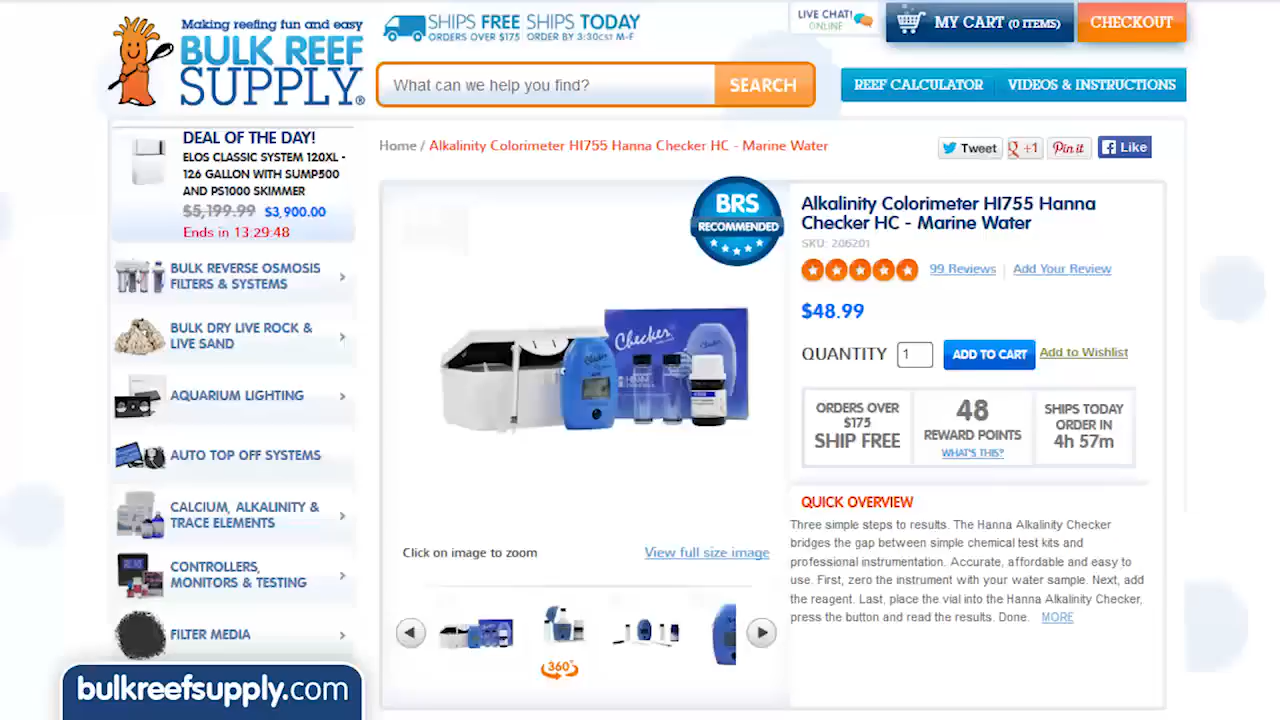 Making reefing fun and easy
BULK REEF
SUPPLY®
SHIPS FREE
ORDERS OVER $175
SHIPS TODAY
ORDER BY 3:30CST M-F
LIVE CHAT!
ONLINE
MY CART (0 ITEMS)
CHECKOUT
What can we help you find?
SEARCH
REEF CALCULATOR
VIDEOS & INSTRUCTIONS
DEAL OF THE DAY!
ELOS CLASSIC SYSTEM 120XL -
126 GALLON WITH SUMP500
AND PS1000 SKIMMER
$5,199.99 $3,900.00
Ends in 13:29:48
BULK REVERSE OSMOSIS
FILTERS & SYSTEMS
BULK DRY LIVE ROCK &
LIVE SAND
AQUARIUM LIGHTING
AUTO TOP OFF SYSTEMS
CALCIUM, ALKALINITY &
TRACE ELEMENTS
CONTROLLERS,
MONITORS & TESTING
FILTER MEDIA
bulkreefsupply.com
Home / Alkalinity Colorimeter HI755 Hanna Checker HC - Marine Water
Tweet
+1
Pin it
Like
BRS
RECOMMENDED
Checker
HANNA
Checker
Click on image to zoom
View full size image
360°
Alkalinity Colorimeter HI755 Hanna
Checker HC - Marine Water
SKU: 206201
99 Reviews
Add Your Review
$48.99
QUANTITY 1
ADD TO CART
Add to Wishlist
ORDERS OVER
$175
SHIP FREE
48
REWARD POINTS
WHAT'S THIS?
SHIPS TODAY
ORDER IN
4h 57m
QUICK OVERVIEW
Three simple steps to results. The Hanna Alkalinity Checker
bridges the gap between simple chemical test kits and
professional instrumentation. Accurate, affordable and easy to
use. First, zero the instrument with your water sample. Next, add
the reagent. Last, place the vial into the Hanna Alkalinity Checker,
press the button and read the results. Done. MORE